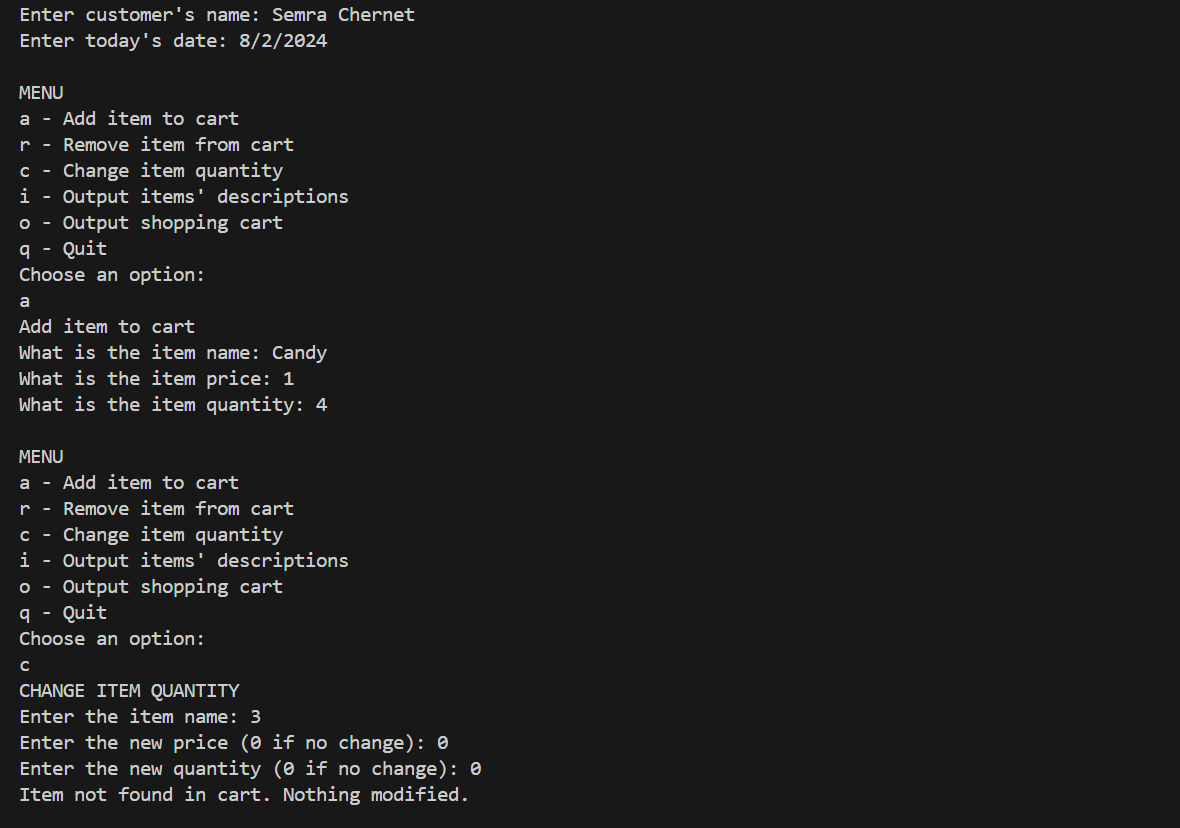 Enter customer's name: Semra Chernet
Enter today's date: 8/2/2024
MENU
a - Add item to cart
r - Remove item from cart
c - Change item quantity
i - Output items' descriptions
o - Output shopping cart
q - Quit
Choose an option:
a
Add item to cart
What is the item name: Candy
What is the item price: 1
What is the item quantity: 4
MENU
a - Add item to cart
r - Remove item from cart
c - Change item quantity
i - Output items' descriptions
o - Output shopping cart
q - Quit
Choose an option:
c
CHANGE ITEM QUANTITY
Enter the item name: 3
Enter the new price (0 if no change): 0
Enter the new quantity (0 if no change): 0
Item not found in cart. Nothing modified.